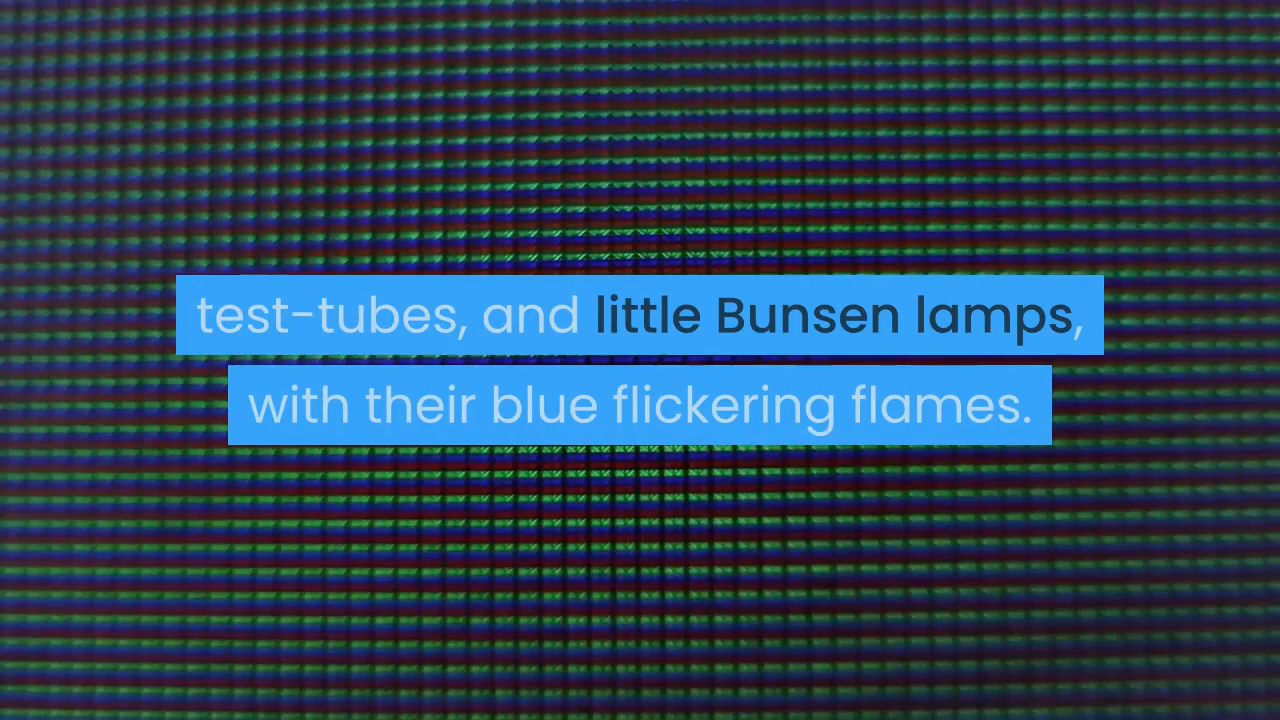 test-tubes, and little Bunsen lamps,
with their blue flickering flames.